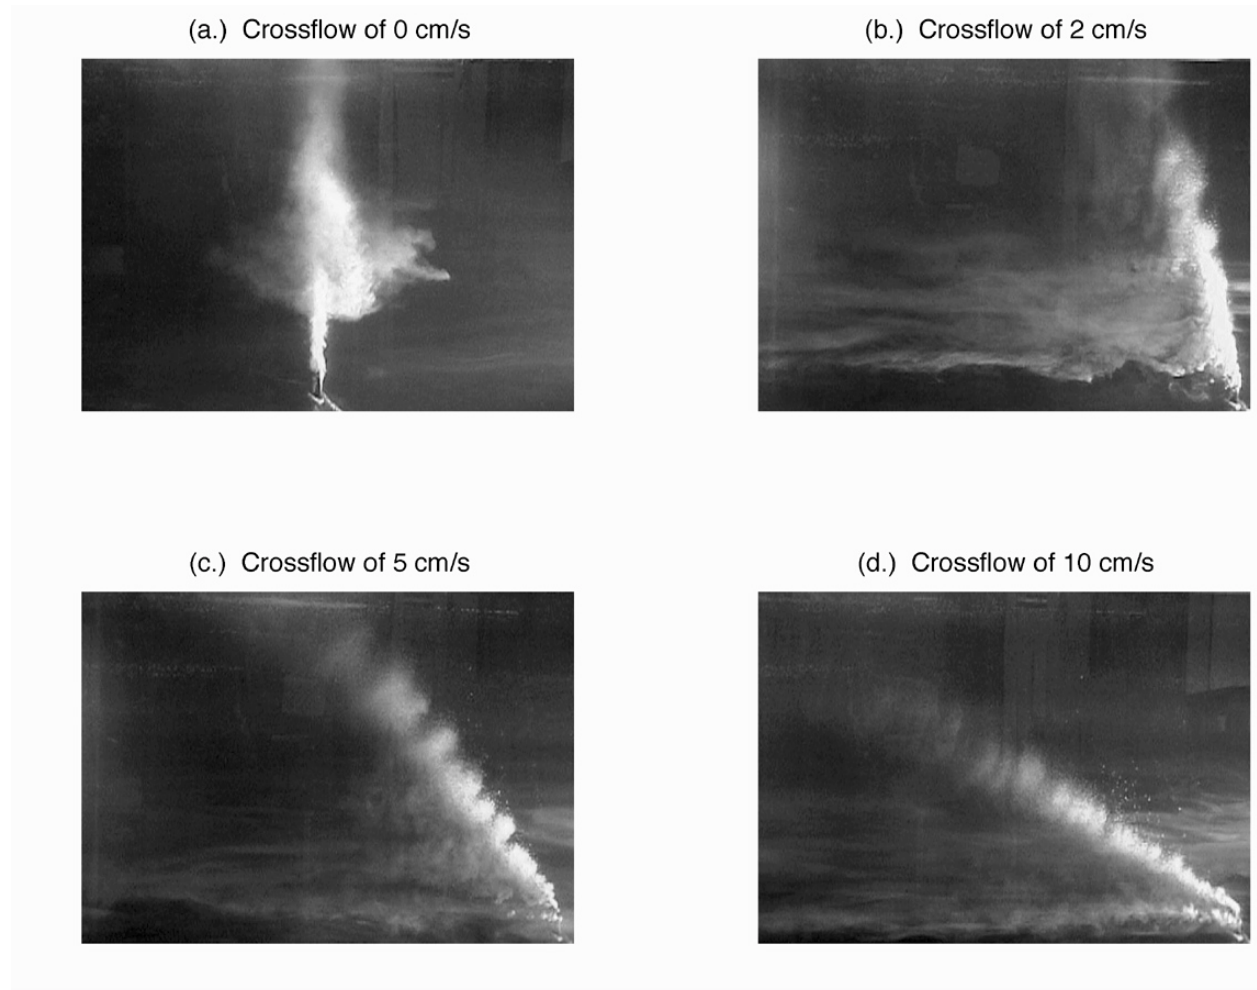 (a.) Crossflow of 0 cm/s
(b.) Crossflow of 2 cm/s
(c.) Crossflow of 5 cm/s
(d.) Crossflow of 10 cm/s